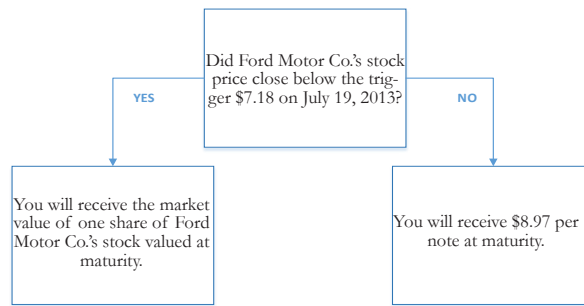 Did Ford Motor Co.'s stock
price close below the trig-
ger $7.18 on July 19, 2013?
YES
NO
You will receive the market
value of one share of Ford
Motor Co.'s stock valued at
maturity.
You will receive $8.97 per
note at maturity.